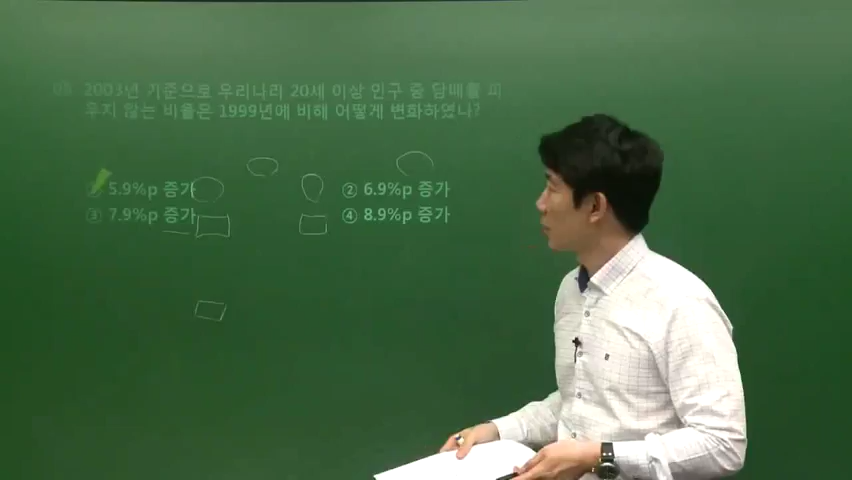 05 2003년 기준으로 우리나라 20세 이상 인구 중 담배를 피
우지 않는 비율은 1999년에 비해 어떻게 변화하였나?
① 5.9%p 증가 ② 6.9%p 증가
③ 7.9%p 증가 ④ 8.9%p 증가